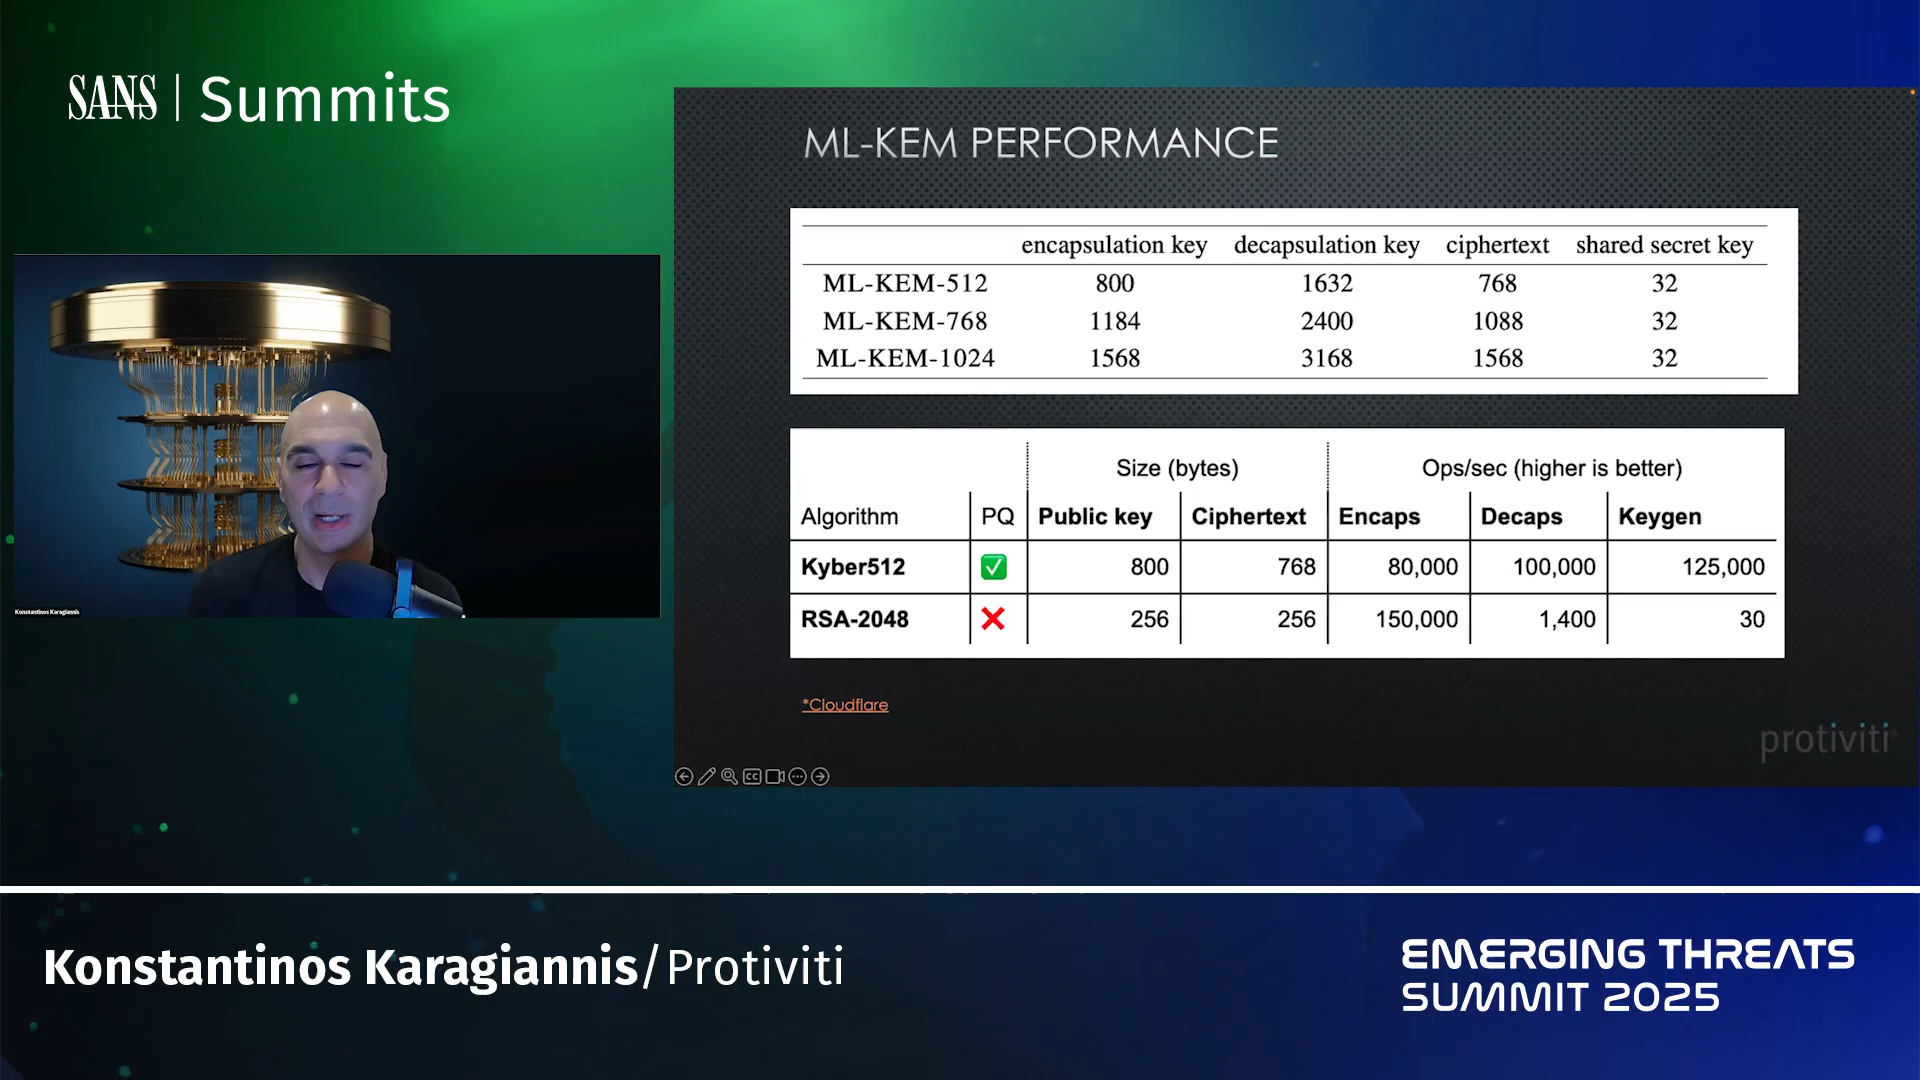 SANS | Summits
ML-KEM PERFORMANCE
encapsulation key decapsulation key ciphertext shared secret key
ML-KEM-512 800 1632 768 32
ML-KEM-768 1184 2400 1088 32
ML-KEM-1024 1568 3168 1568 32
Size (bytes) Ops/sec (higher is better)
Algorithm PQ Public key Ciphertext Encaps Decaps Keygen
Kyber512 ✅ 800 768 80,000 100,000 125,000
RSA-2048 ❌ 256 256 150,000 1,400 30
*Cloudflare
protiviti
CC
Konstantinos Karagiannis
Konstantinos Karagiannis/Protiviti
EMERGING THREATS
SUMMIT 2025